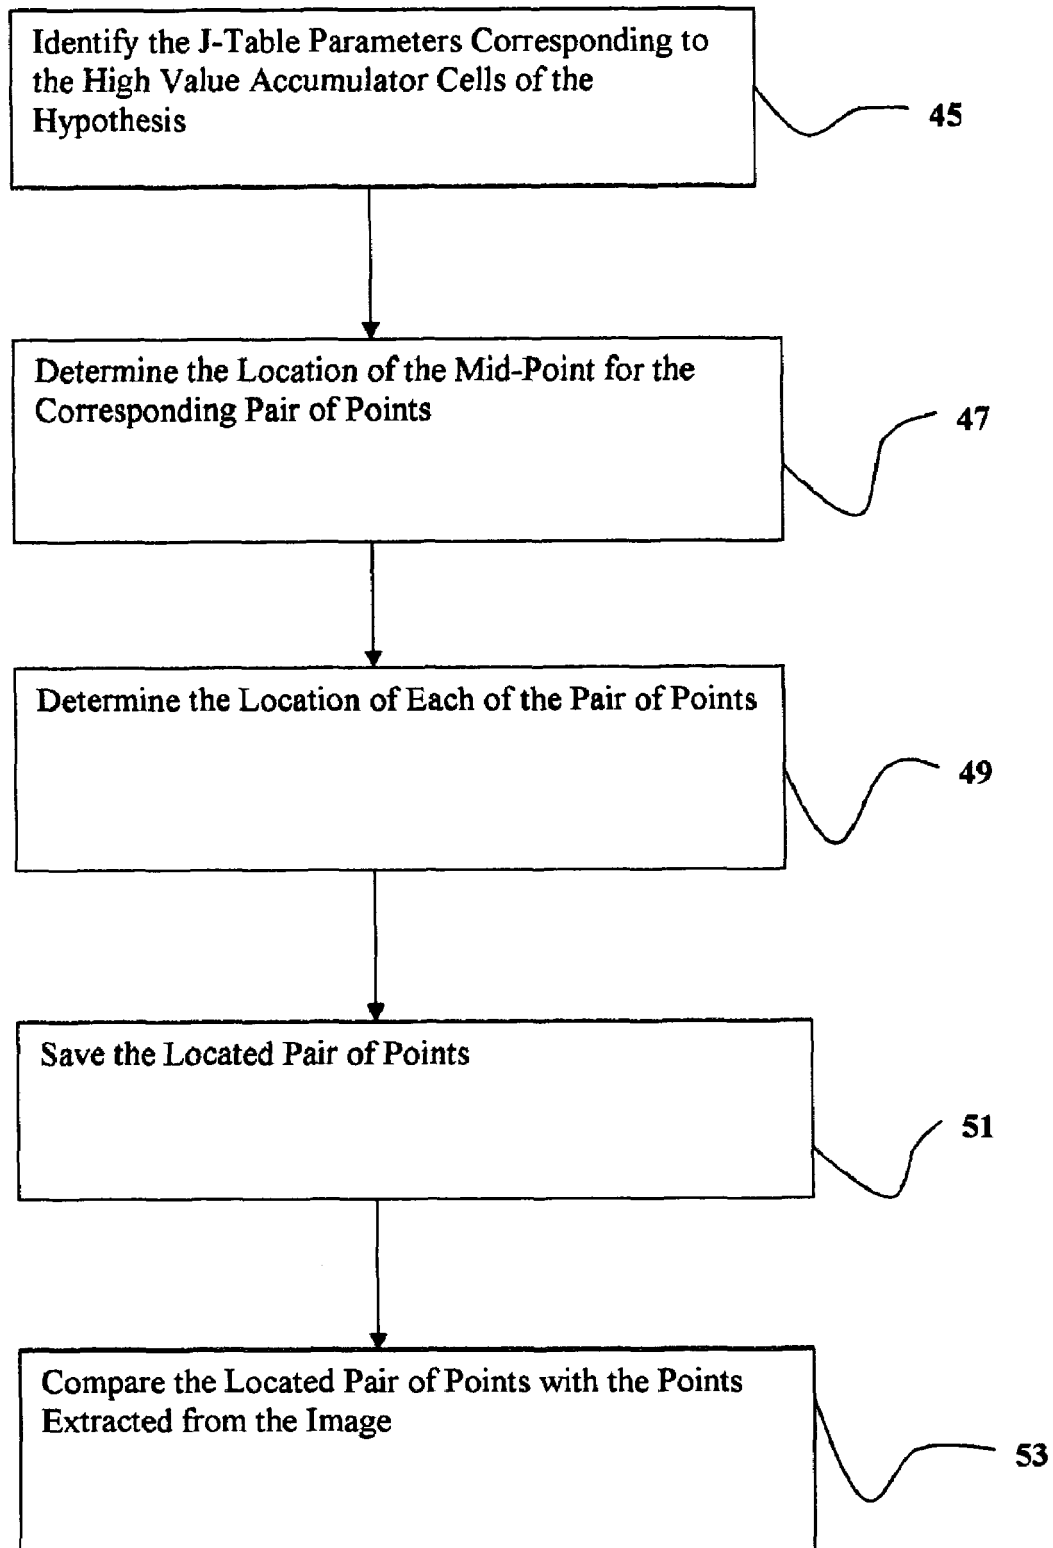 Identify the J-Table Parameters Corresponding to
the High Value Accumulator Cells of the
Hypothesis
45
Determine the Location of the Mid-Point for the
Corresponding Pair of Points
47
Determine the Location of Each of the Pair of Points
49
Save the Located Pair of Points
51
Compare the Located Pair of Points with the Points
Extracted from the Image
53